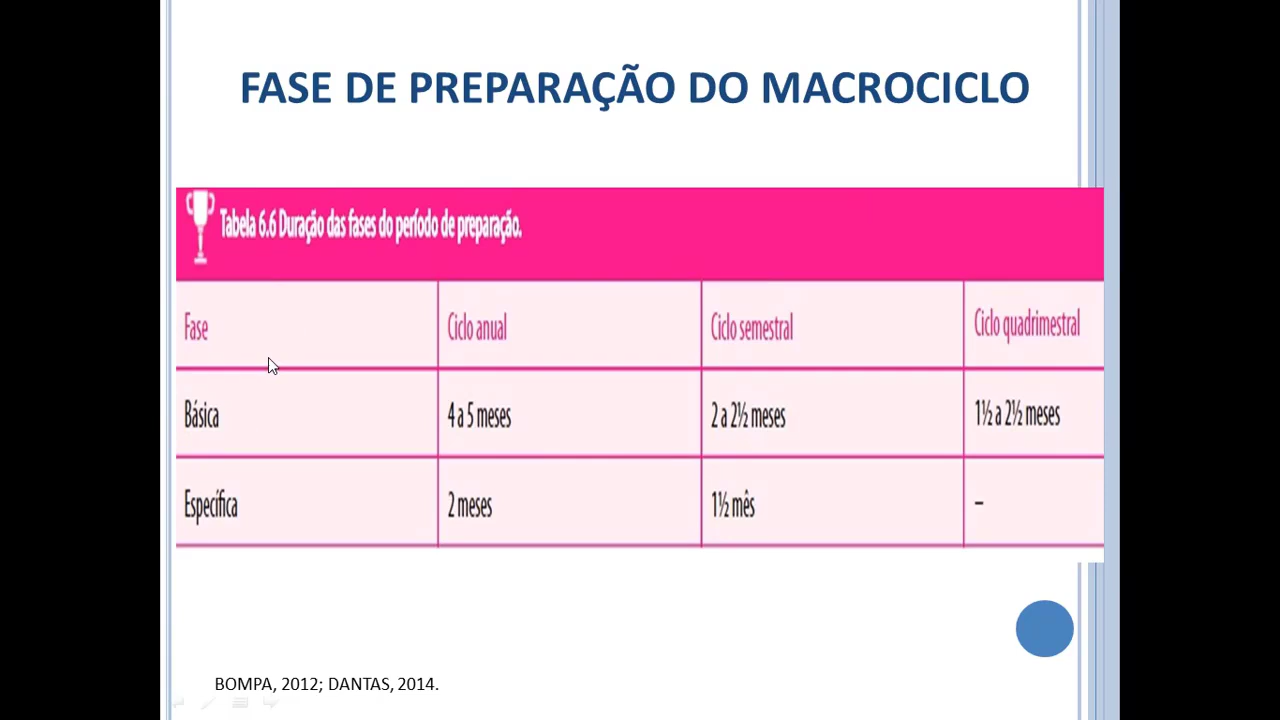 FASE DE PREPARAÇÃO DO MACROCICLO
Tabela 6.6 Duração das fases do período de preparação.
Fase Ciclo anual Ciclo semestral Ciclo quadrimestral
Básica 4 a 5 meses 2 a 2½ meses 1½ a 2½ meses
Específica 2 meses 1½ mês –
BOMPA, 2012; DANTAS, 2014.